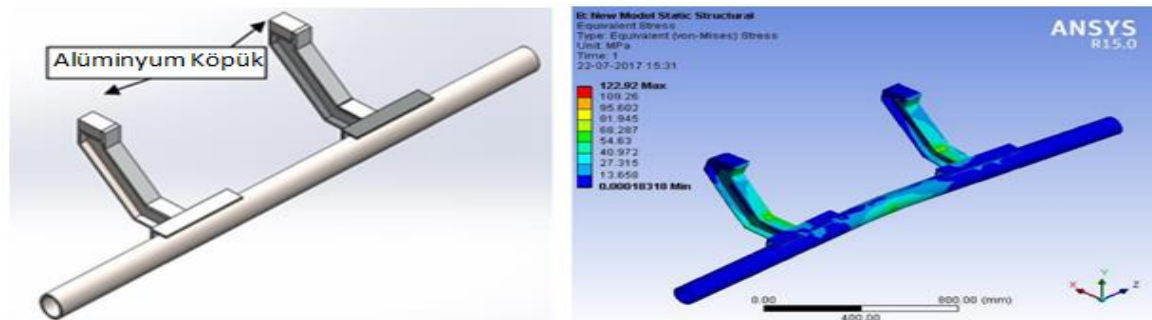 Alüminyum Köpük
E: New Model Static Structural
Equivalent Stress
Type: Equivalent (von-Mises) Stress
Unit: MPa
Time: 1
22-07-2017 15:31
122.92 Max
109.26
95.602
81.945
68.287
54.63
40.972
27.315
13.658
0.00018318 Min
ANSYS
R15.0
0.00
800.00 (mm)
400.00
X
Y
Z